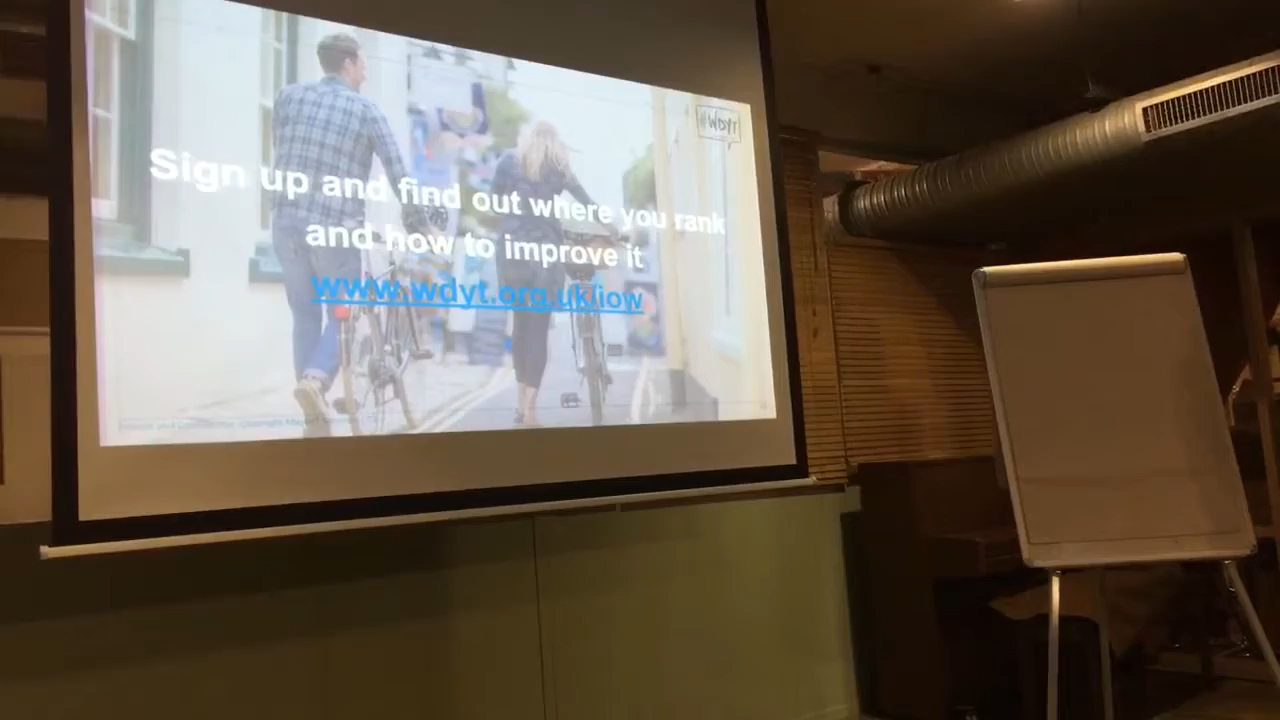 #WDYT
Sign up and find out where you rank
and how to improve it
www.wdyt.org.uk/iow